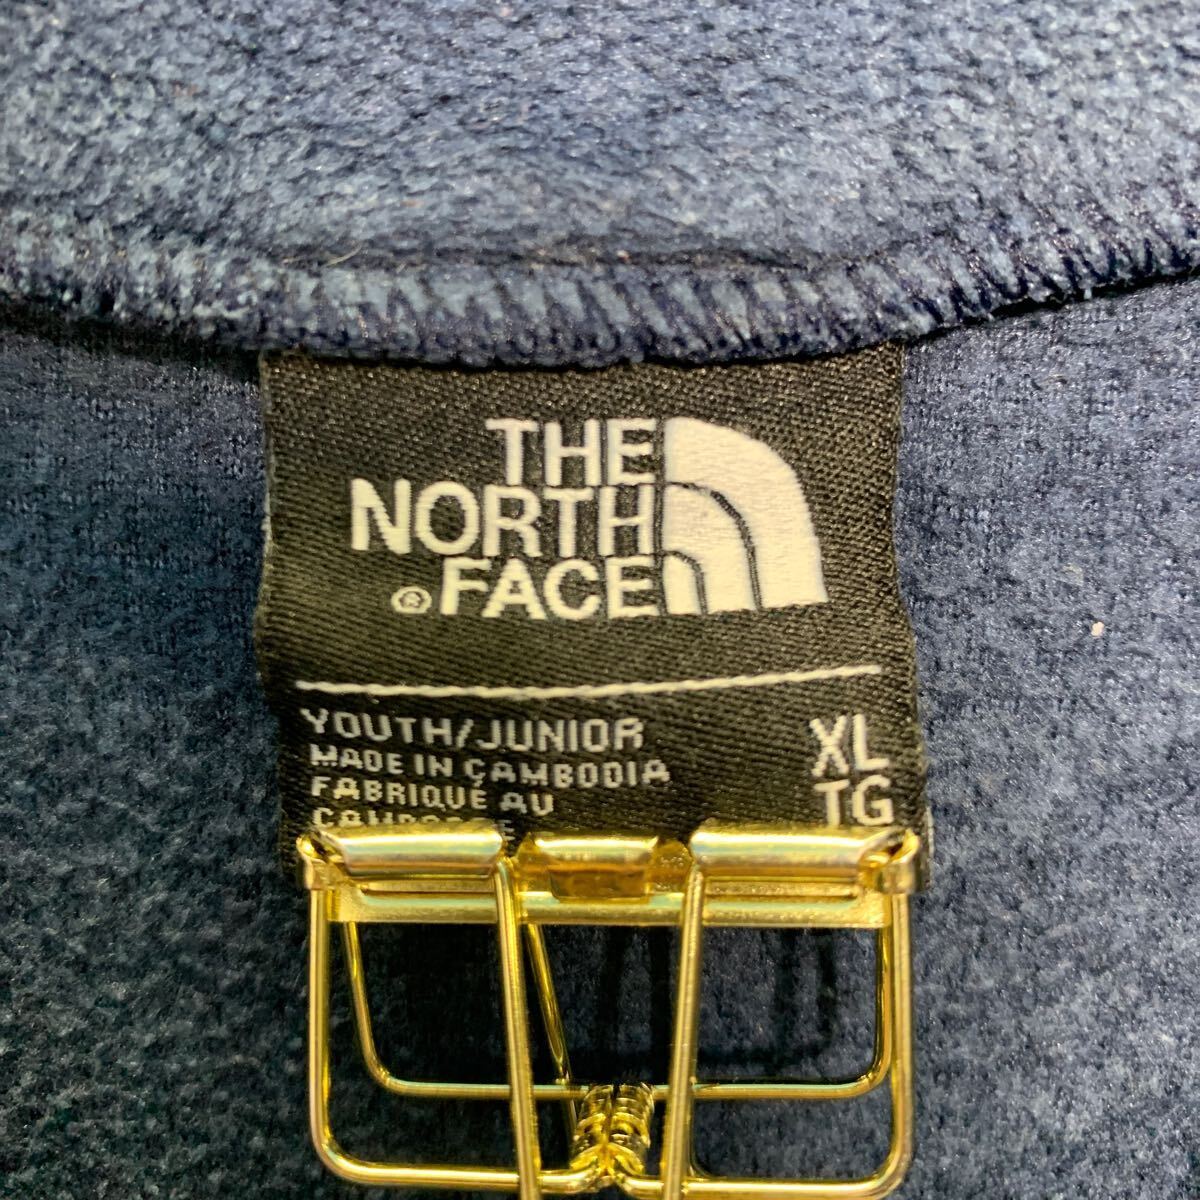 THE
NORTH
® FACE
YOUTH/JUNIOR
MADE IN CAMBODIA
FABRIQUÉ AU
XL
TG